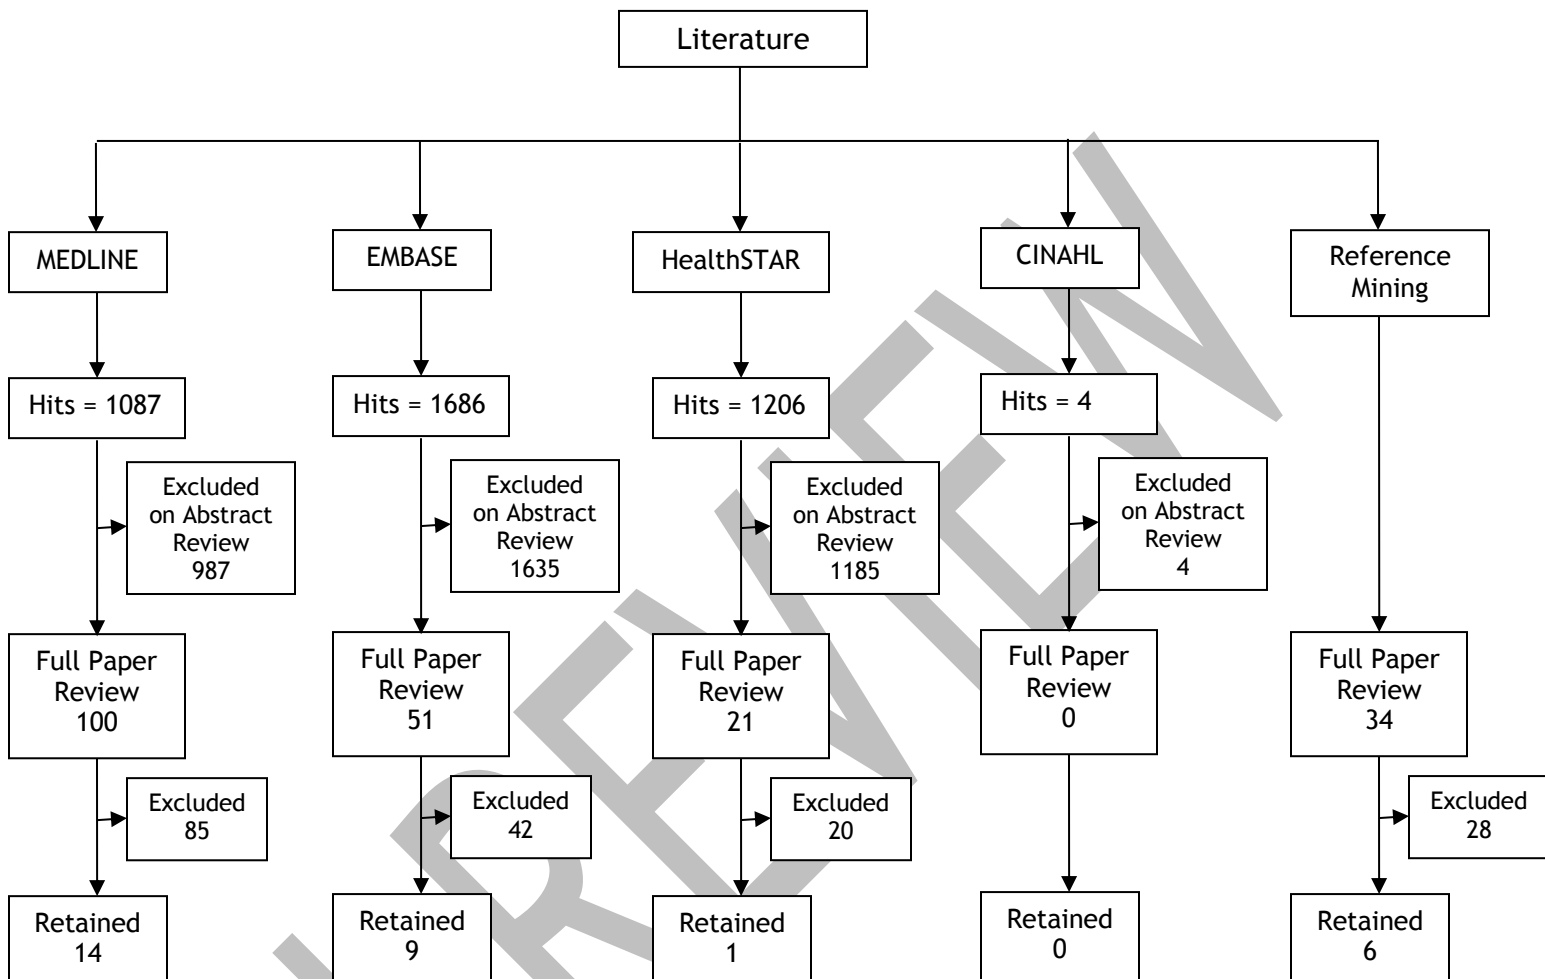 Literature
MEDLINE
EMBASE
HealthSTAR
CINAHL
Reference
Mining
Hits = 1087
Hits = 1686
Hits = 1206
Hits = 4
Excluded
on Abstract
Review
987
Excluded
on Abstract
Review
1635
Excluded
on Abstract
Review
1185
Excluded
on Abstract
Review
4
Full Paper
Review
100
Full Paper
Review
51
Full Paper
Review
21
Full Paper
Review
0
Full Paper
Review
34
Excluded
85
Excluded
42
Excluded
20
Excluded
28
Retained
14
Retained
9
Retained
1
Retained
0
Retained
6
REVIEW